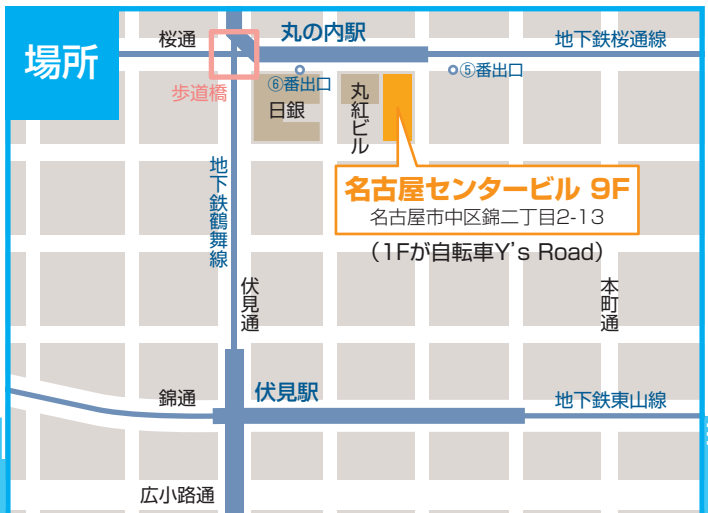 場所
桜通
丸の内駅
地下鉄桜通線
歩道橋
⑥番出口
⑤番出口
日銀
丸紅ビル
名古屋センタービル 9F
名古屋市中区錦二丁目2-13
（1Fが自転車Y's Road）
地下鉄鶴舞線
伏見通
本町通
錦通
伏見駅
地下鉄東山線
広小路通